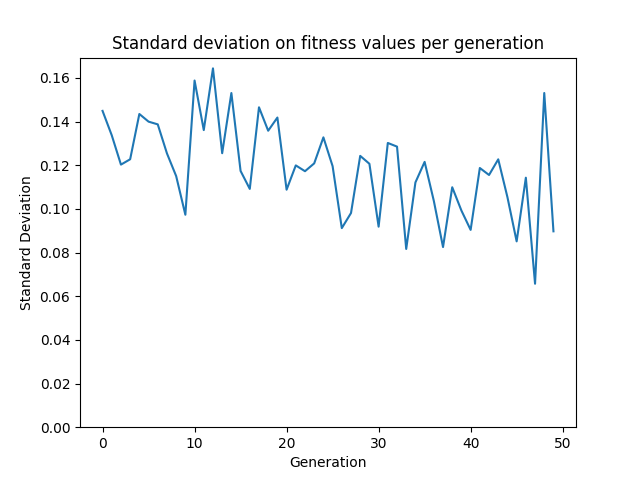 Standard deviation on fitness values per generation
0.16
0.14
0.12
0.10
0.08
0.06
0.04
0.02
0.00
Standard Deviation
0 10 20 30 40 50
Generation